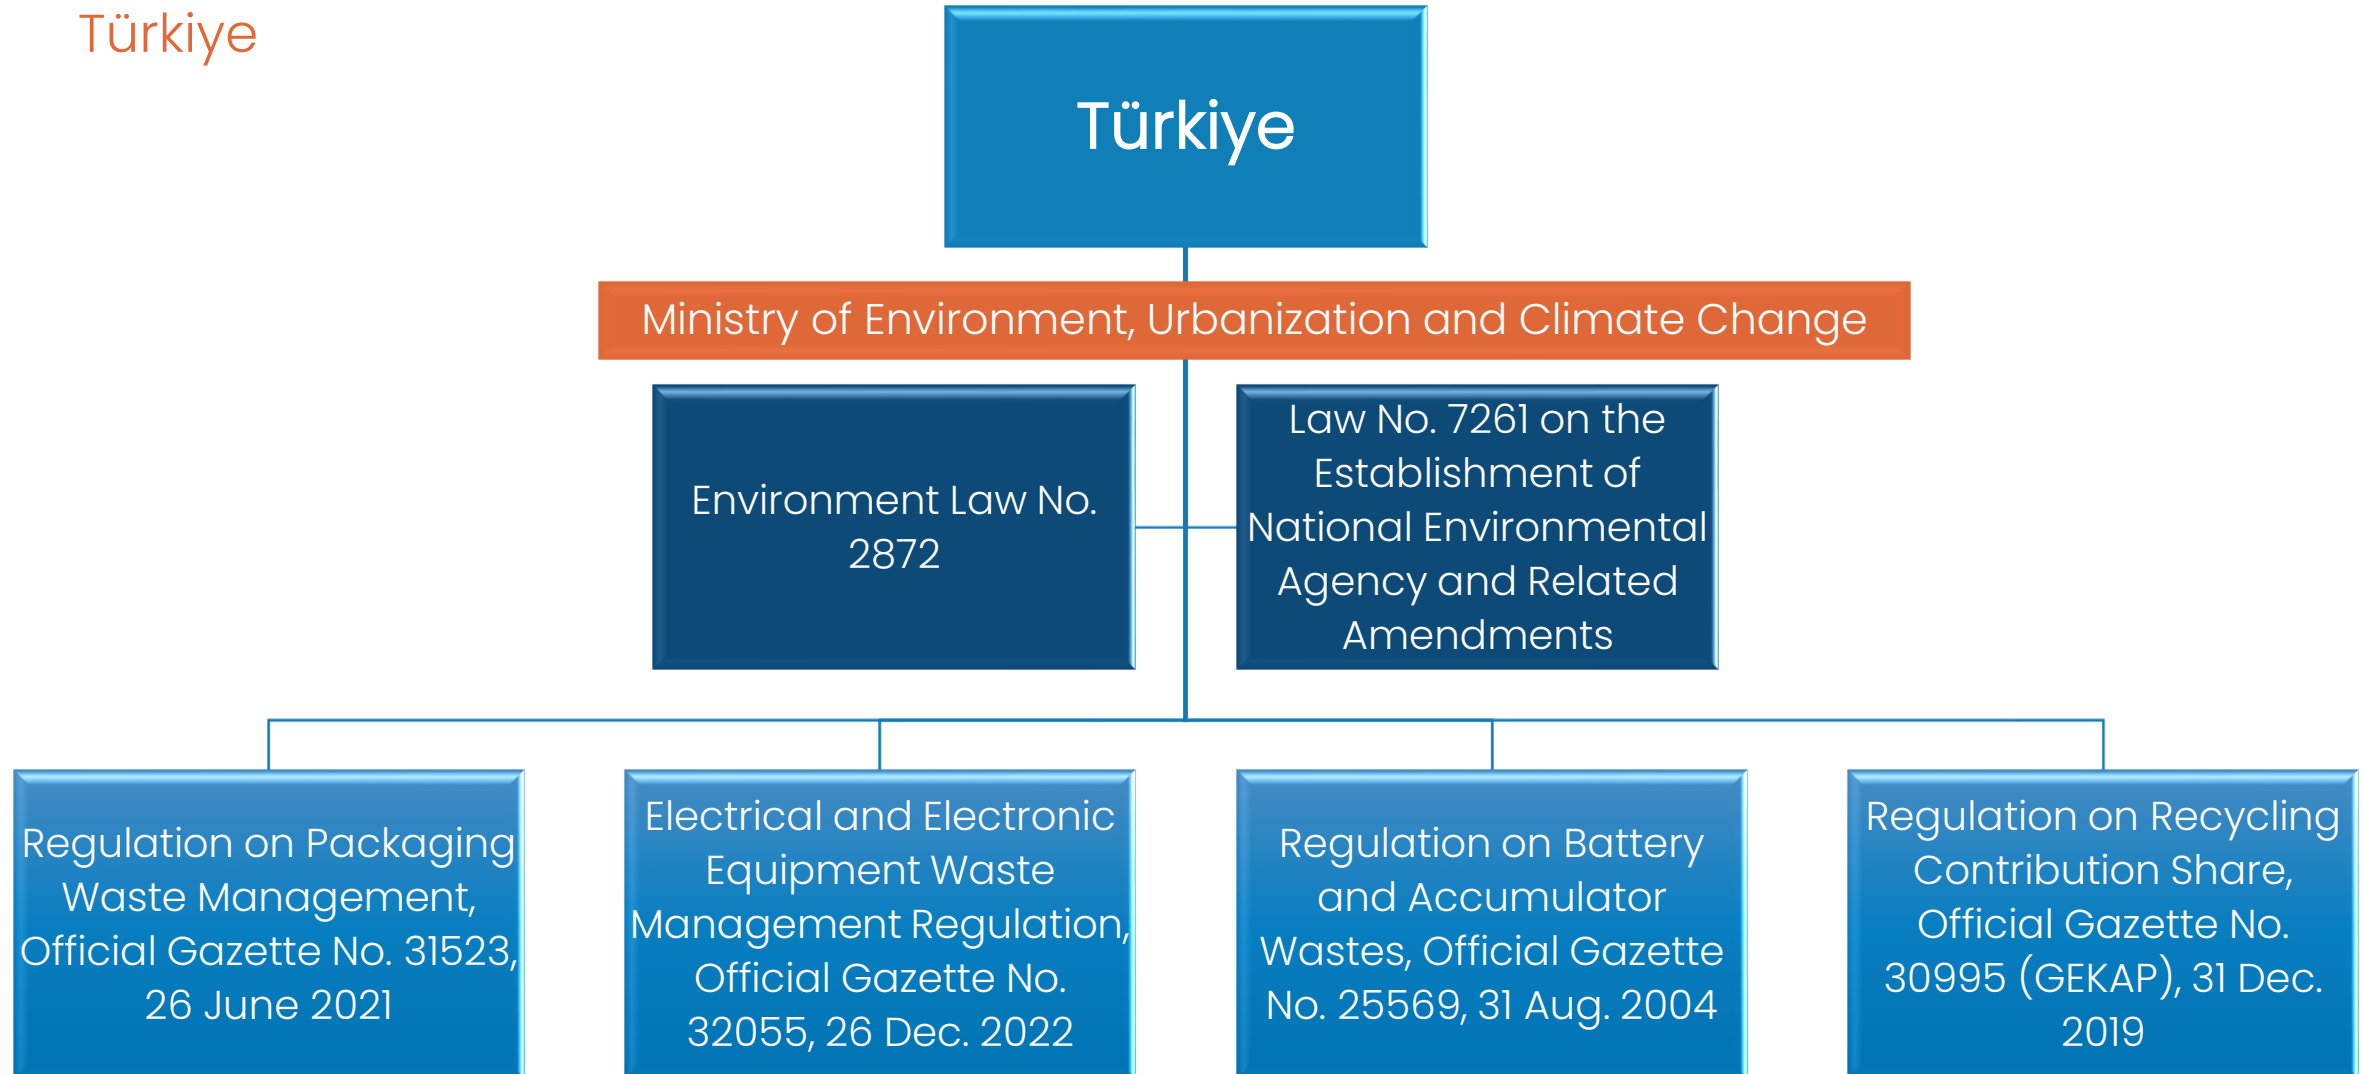 Türkiye
Türkiye
Ministry of Environment, Urbanization and Climate Change
Environment Law No.
2872
Law No. 7261 on the
Establishment of
National Environmental
Agency and Related
Amendments
Regulation on Packaging
Waste Management,
Official Gazette No. 31523,
26 June 2021
Electrical and Electronic
Equipment Waste
Management Regulation,
Official Gazette No.
32055, 26 Dec. 2022
Regulation on Battery
and Accumulator
Wastes, Official Gazette
No. 25569, 31 Aug. 2004
Regulation on Recycling
Contribution Share,
Official Gazette No.
30995 (GEKAP), 31 Dec.
2019